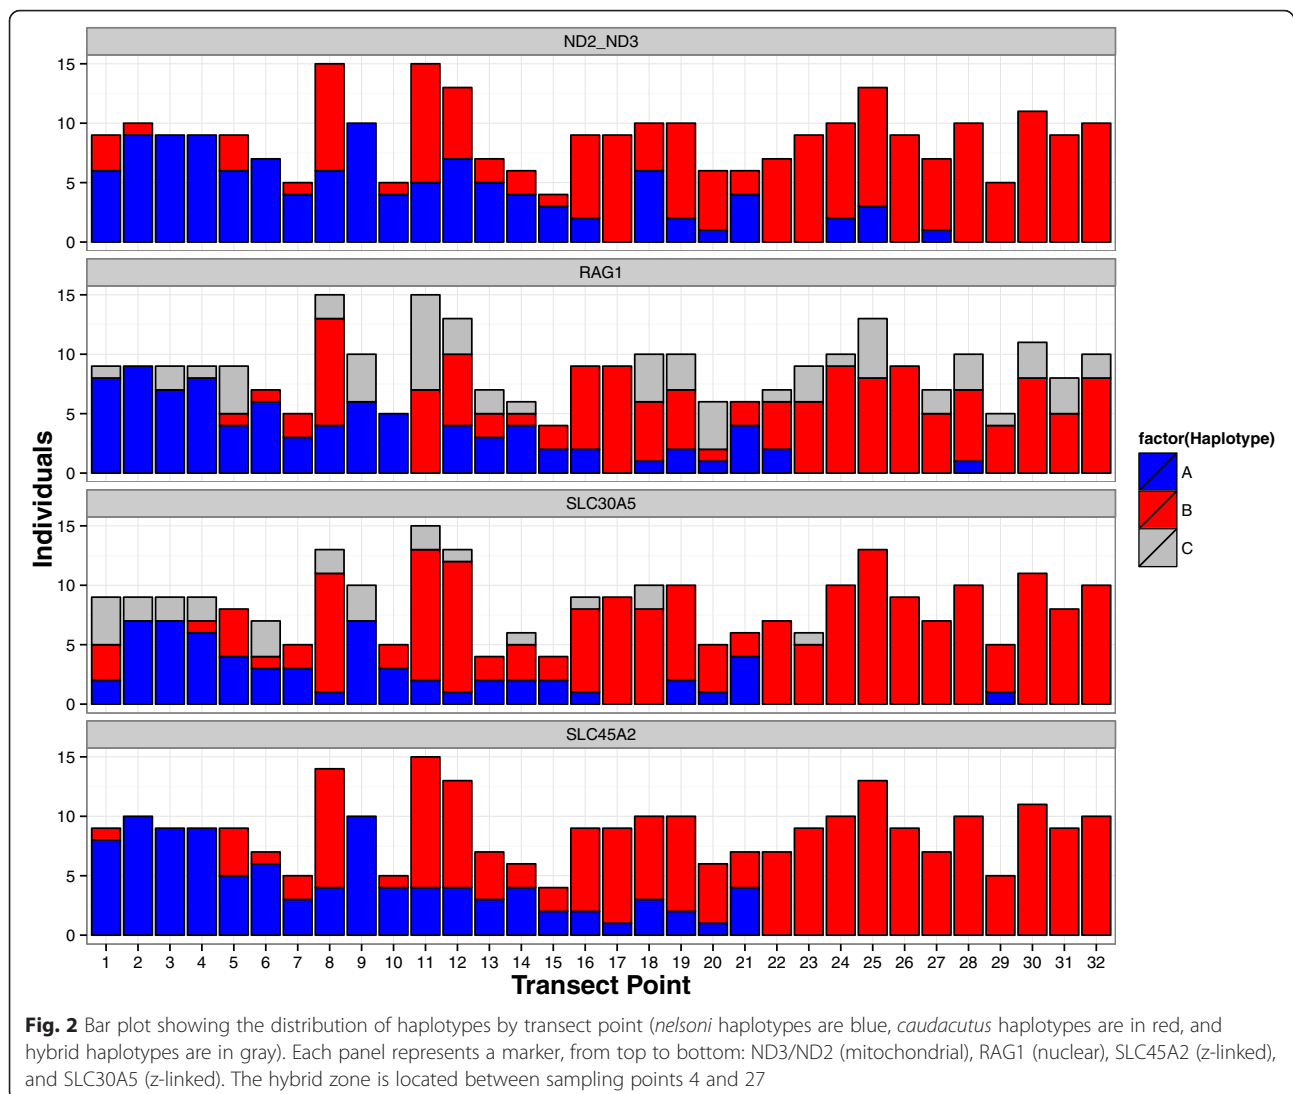 ND2_ND3
15
10
5
0
RAG1
15
10
5
0
SLC30A5
15
10
5
0
SLC45A2
15
10
5
0
Individuals
1 2 3 4 5 6 7 8 9 10 11 12 13 14 15 16 17 18 19 20 21 22 23 24 25 26 27 28 29 30 31 32
Transect Point
factor(Haplotype)
A
B
C
Fig. 2 Bar plot showing the distribution of haplotypes by transect point (nelsoni haplotypes are blue, caudacutus haplotypes are in red, and
hybrid haplotypes are in gray). Each panel represents a marker, from top to bottom: ND3/ND2 (mitochondrial), RAG1 (nuclear), SLC45A2 (z-linked),
and SLC30A5 (z-linked). The hybrid zone is located between sampling points 4 and 27